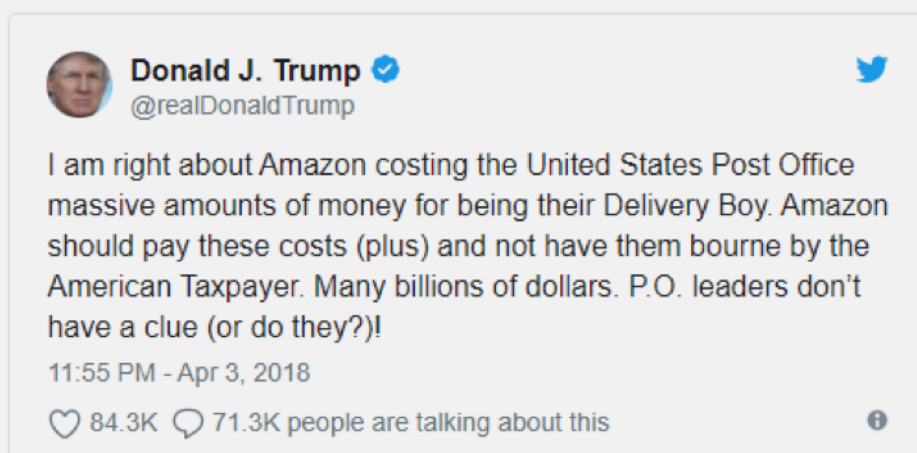 Donald J. Trump
@realDonaldTrump
I am right about Amazon costing the United States Post Office
massive amounts of money for being their Delivery Boy. Amazon
should pay these costs (plus) and not have them bourne by the
American Taxpayer. Many billions of dollars. P.O. leaders don’t
have a clue (or do they?)!
11:55 PM - Apr 3, 2018
84.3K 71.3K people are talking about this